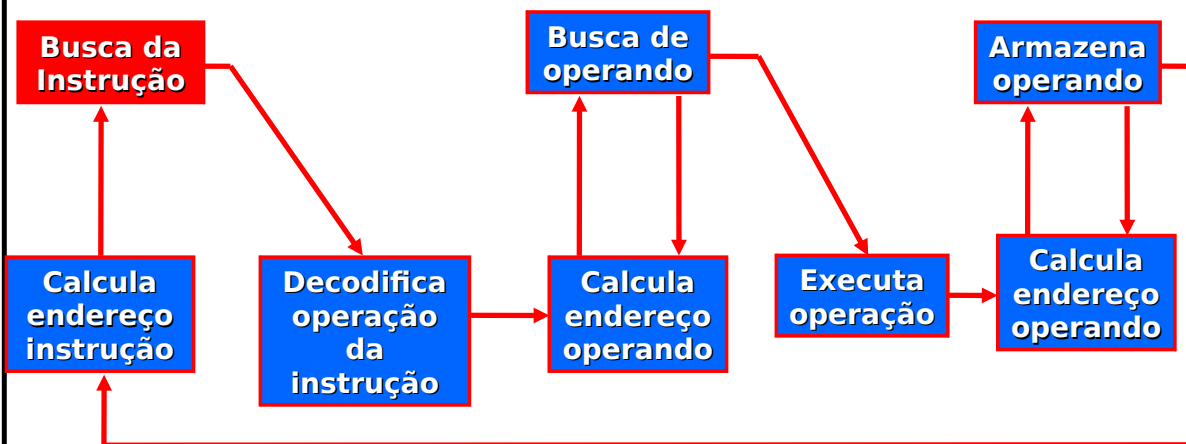 Busca da
Instrução
Busca de
operando
Armazena
operando
Calcula
endereço
instrução
Decodifica
operação
da
instrução
Calcula
endereço
operando
Executa
operação
Calcula
endereço
operando